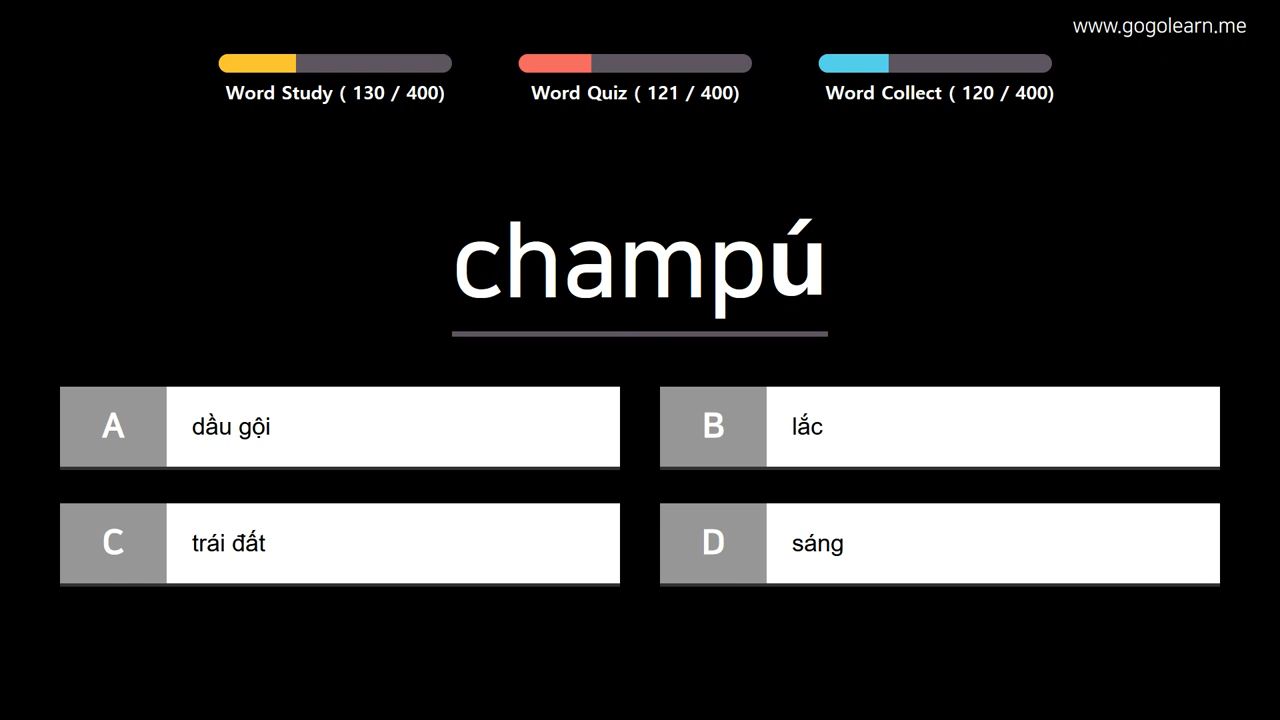 www.gogolearn.me
Word Study ( 130 / 400)
Word Quiz ( 121 / 400)
Word Collect ( 120 / 400)
champú
A dầu gội
B lắc
C trái đất
D sáng